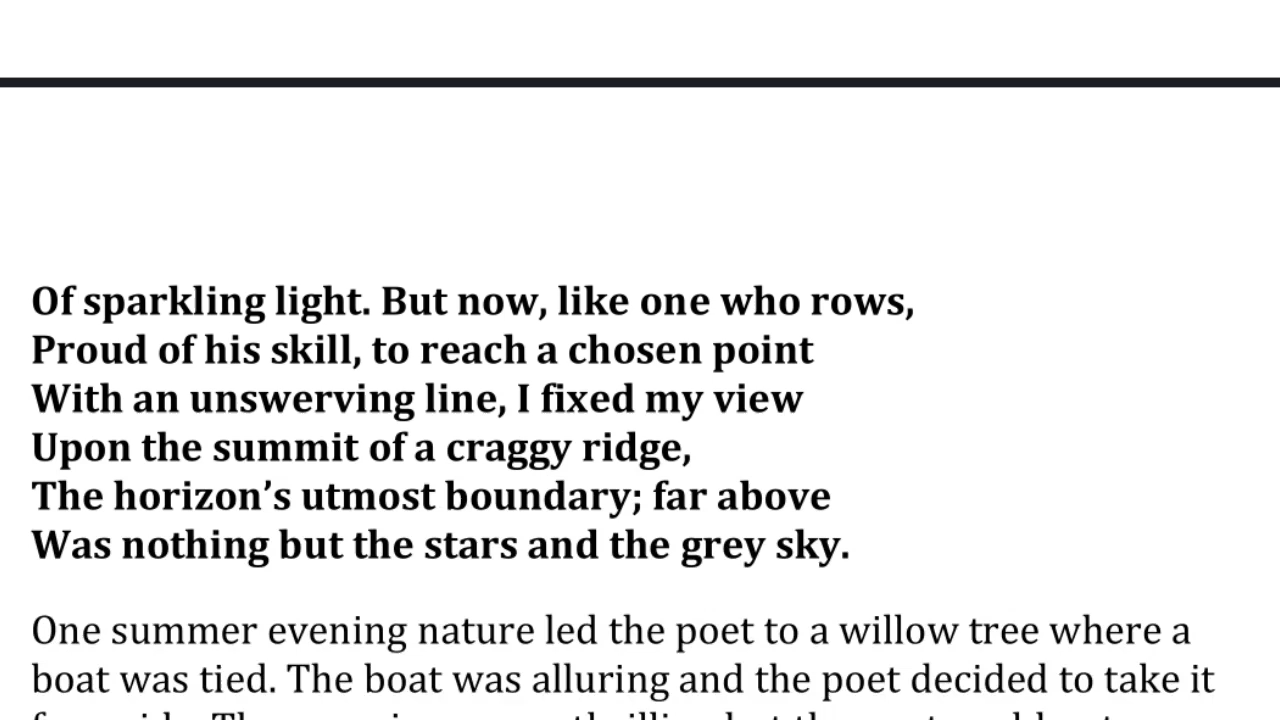 Of sparkling light. But now, like one who rows,
Proud of his skill, to reach a chosen point
With an unswerving line, I fixed my view
Upon the summit of a craggy ridge,
The horizon’s utmost boundary; far above
Was nothing but the stars and the grey sky.
One summer evening nature led the poet to a willow tree where a
boat was tied. The boat was alluring and the poet decided to take it